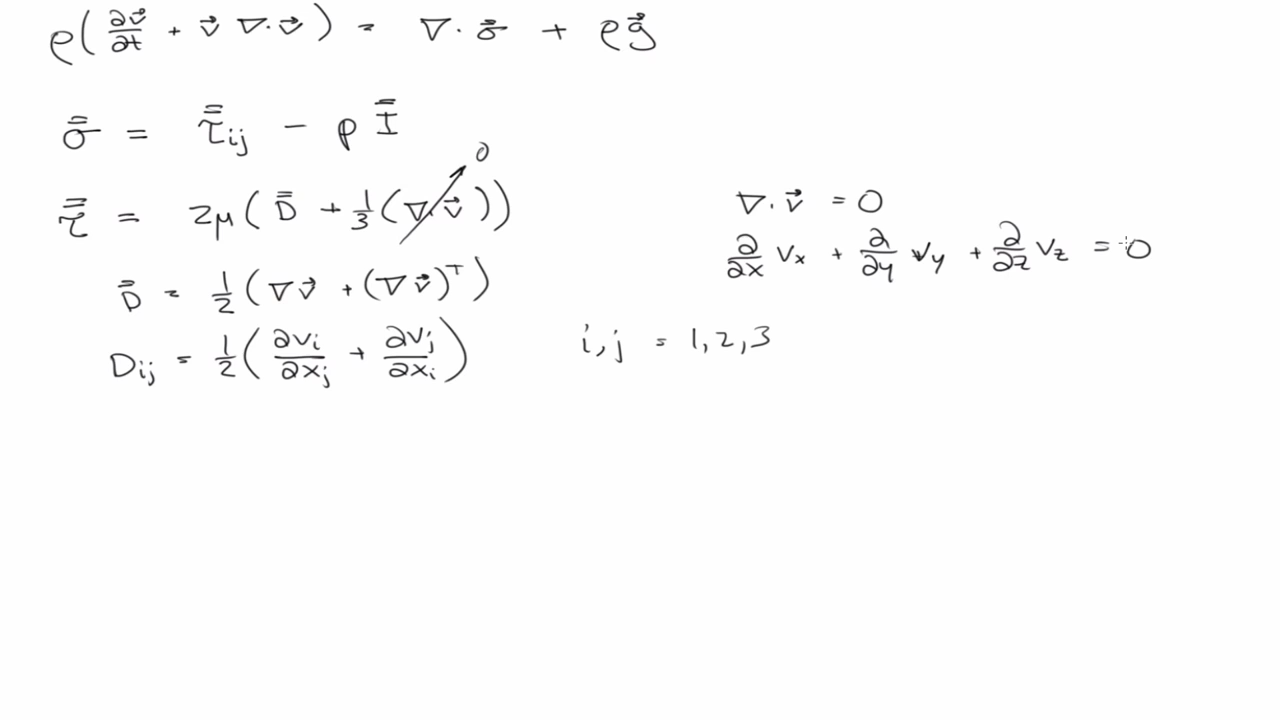 ρ(∂v⃗/∂t + v⃗ ∇·v⃗) = ∇·σ̿ + ρg⃗
σ̿ = τ̿ij − pI̿
τ̿ = 2μ(D̿ + 1/3(∇·v⃗)) 0
∇·v⃗ = 0
∂/∂x vx + ∂/∂y vy + ∂/∂z vz = 0
D̿ = 1/2(∇v⃗ + (∇v⃗)ᵀ)
Dij = 1/2(∂vi/∂xj + ∂vj/∂xi) i,j = 1,2,3